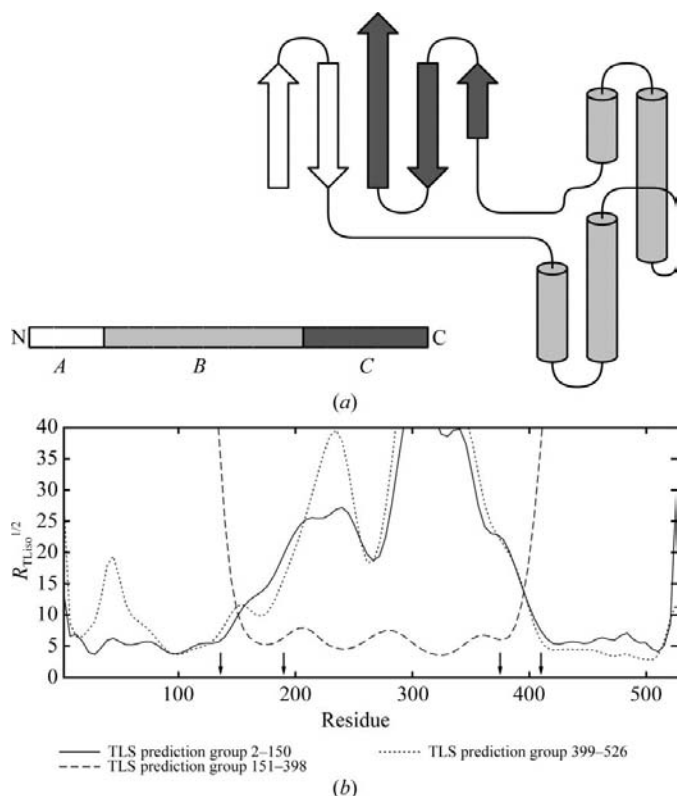 N
C
A
B
C
(a)
40
35
30
25
20
15
10
5
0
R_TLiso^1/2
100
200
300
400
500
Residue
TLS prediction group 2–150
TLS prediction group 399–526
TLS prediction group 151–398
(b)